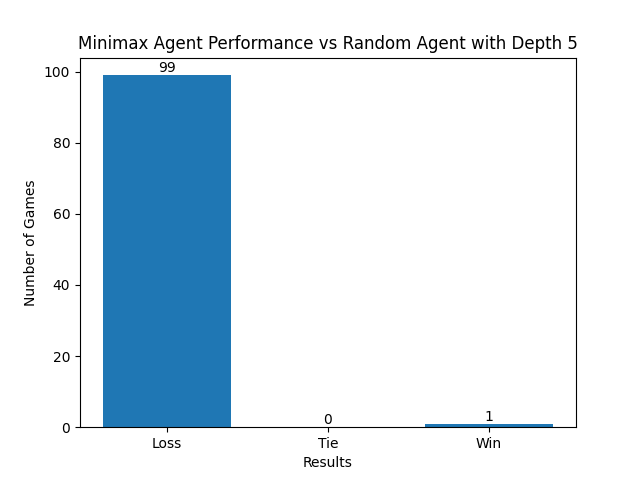 Minimax Agent Performance vs Random Agent with Depth 5
100
80
60
40
20
0
Number of Games
99
0
1
Loss
Tie
Win
Results